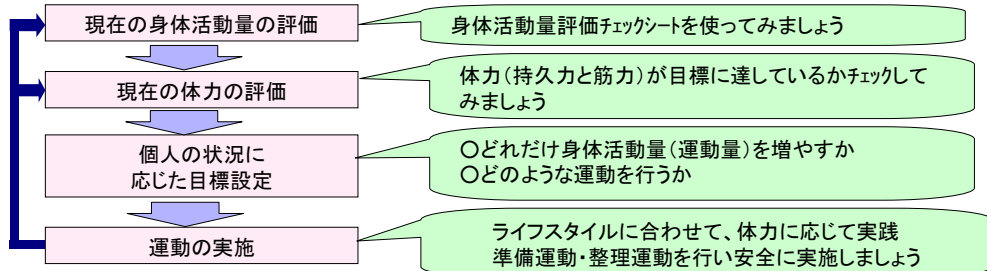 現在の身体活動量の評価
身体活動量評価チェックシートを使ってみましょう
現在の体力の評価
体力(持久力と筋力)が目標に達しているかチェックして
みましょう
個人の状況に
応じた目標設定
○どれだけ身体活動量(運動量)を増やすか
○どのような運動を行うか
運動の実施
ライフスタイルに合わせて、体力に応じて実践
準備運動・整理運動を行い安全に実施しましょう